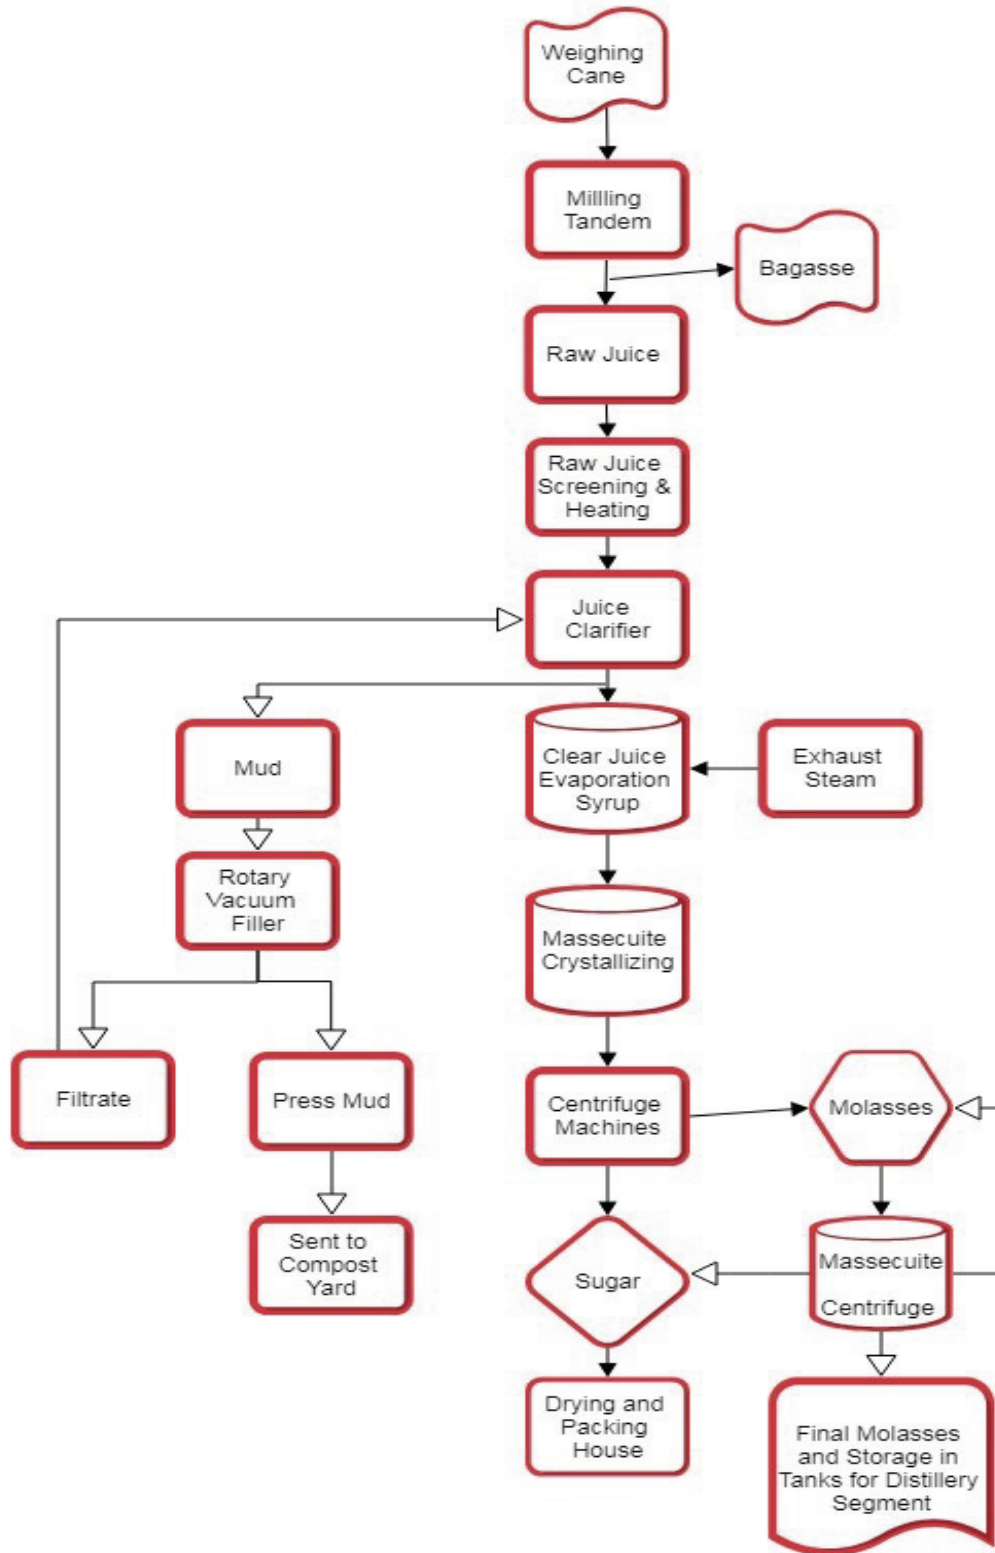 Weighing
Cane
Millling
Tandem
Bagasse
Raw Juice
Raw Juice
Screening &
Heating
Juice
Clarifier
Mud
Clear Juice
Evaporation
Syrup
Exhaust
Steam
Rotary
Vacuum
Filler
Massecuite
Crystallizing
Filtrate
Press Mud
Centrifuge
Machines
Molasses
Sent to
Compost
Yard
Sugar
Massecuite
Centrifuge
Drying and
Packing
House
Final Molasses
and Storage in
Tanks for Distillery
Segment